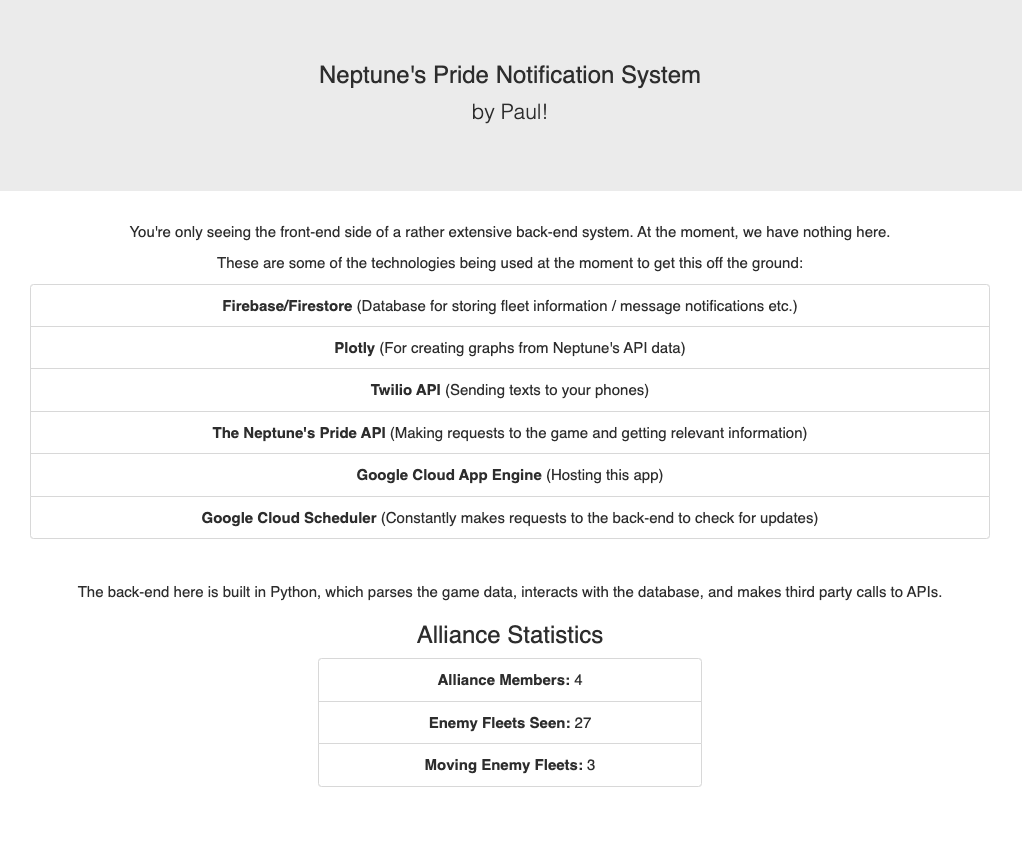 Neptune's Pride Notification System
by Paul!
You're only seeing the front-end side of a rather extensive back-end system. At the moment, we have nothing here.
These are some of the technologies being used at the moment to get this off the ground:
Firebase/Firestore (Database for storing fleet information / message notifications etc.)
Plotly (For creating graphs from Neptune's API data)
Twilio API (Sending texts to your phones)
The Neptune's Pride API (Making requests to the game and getting relevant information)
Google Cloud App Engine (Hosting this app)
Google Cloud Scheduler (Constantly makes requests to the back-end to check for updates)
The back-end here is built in Python, which parses the game data, interacts with the database, and makes third party calls to APIs.
Alliance Statistics
Alliance Members: 4
Enemy Fleets Seen: 27
Moving Enemy Fleets: 3